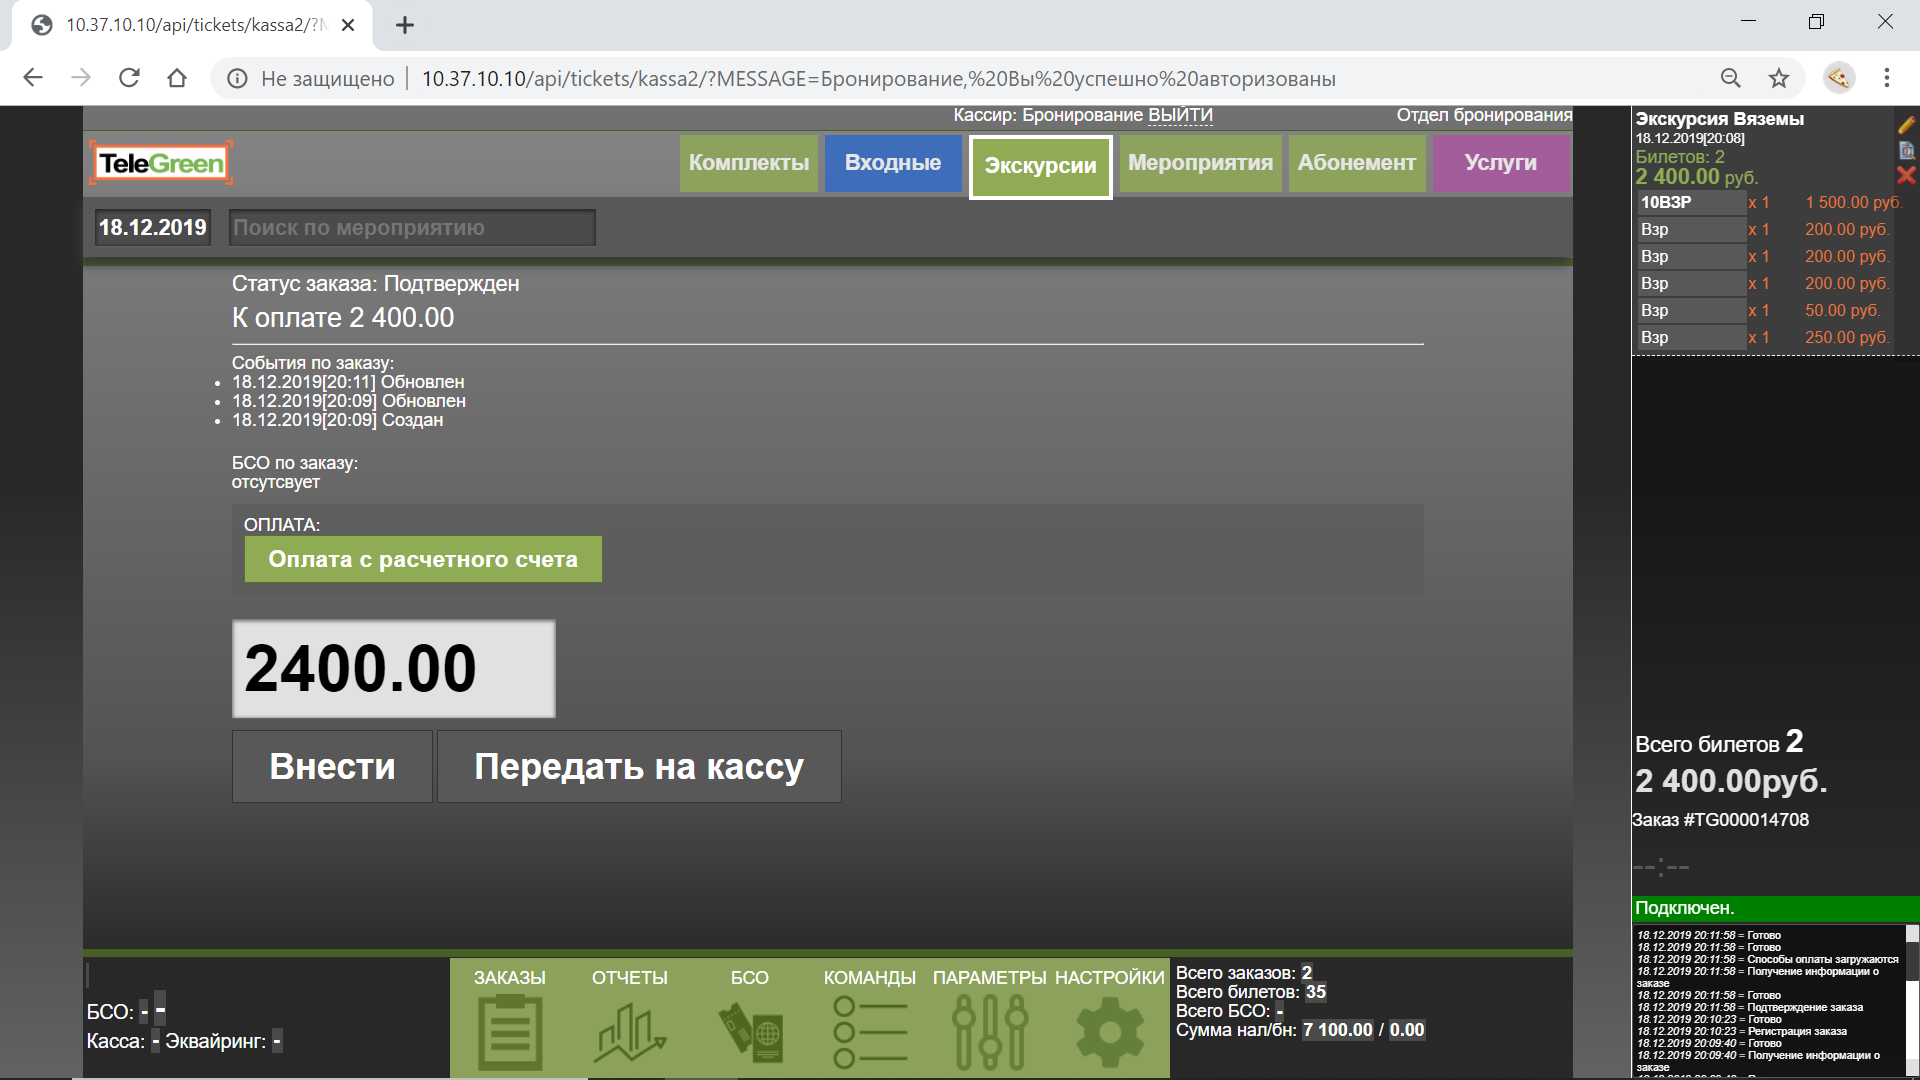 10.37.10.10/api/tickets/kassa2/?M
Не защищено
10.37.10.10/api/tickets/kassa2/?MESSAGE=Бронирование,%20Вы%20успешно%20авторизованы
Кассир: Бронирование ВЫЙТИ
Отдел бронирования
TeleGreen
Комплекты
Входные
Экскурсии
Мероприятия
Абонемент
Услуги
18.12.2019
Поиск по мероприятию
Статус заказа: Подтвержден
К оплате 2 400.00
События по заказу:
18.12.2019[20:11] Обновлен
18.12.2019[20:09] Обновлен
18.12.2019[20:09] Создан
БСО по заказу:
отсутсвует
ОПЛАТА:
Оплата с расчетного счета
2400.00
Внести
Передать на кассу
Экскурсия Вяземы
18.12.2019[20:08]
Билетов: 2
2 400.00 руб.
10ВЗР x 1 1 500.00 руб.
Взр x 1 200.00 руб.
Взр x 1 200.00 руб.
Взр x 1 200.00 руб.
Взр x 1 50.00 руб.
Взр x 1 250.00 руб.
Всего билетов 2
2 400.00руб.
Заказ #TG000014708
--:--
Подключен.
18.12.2019 20:11:58 = Готово
18.12.2019 20:11:58 = Готово
18.12.2019 20:11:58 = Способы оплаты загружаются
18.12.2019 20:11:58 = Получение информации о
заказе
18.12.2019 20:11:58 = Готово
18.12.2019 20:11:58 = Подтверждение заказа
18.12.2019 20:10:23 = Готово
18.12.2019 20:10:23 = Регистрация заказа
18.12.2019 20:09:40 = Готово
18.12.2019 20:09:40 = Получение информации о
заказе
БСО: - -
Касса: - Эквайринг: -
ЗАКАЗЫ
ОТЧЕТЫ
БСО
КОМАНДЫ
ПАРАМЕТРЫ
НАСТРОЙКИ
Всего заказов: 2
Всего билетов: 35
Всего БСО: -
Сумма нал/бн: 7 100.00 / 0.00